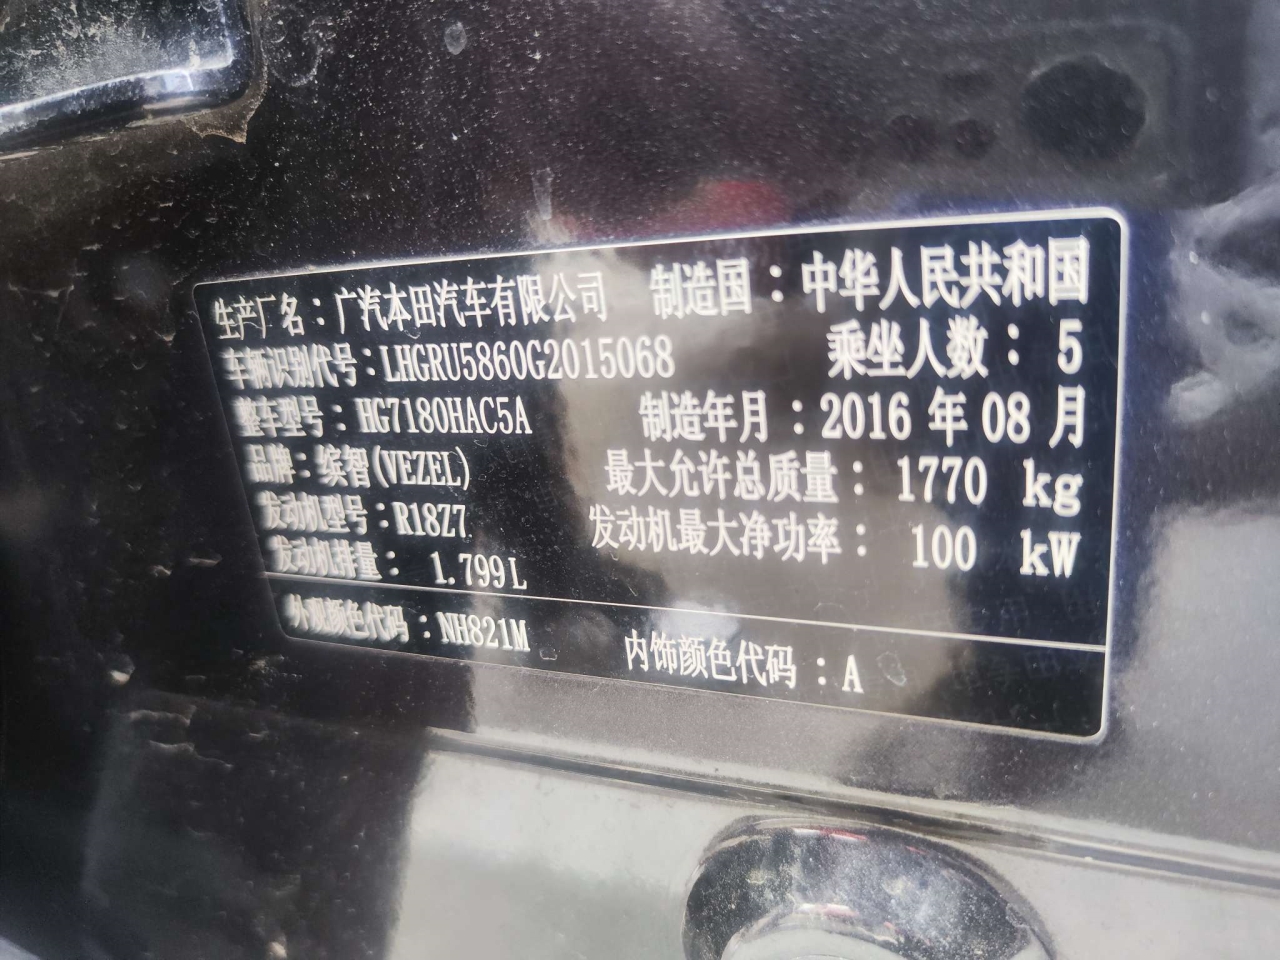 生产厂名：广汽本田汽车有限公司 制造国：中华人民共和国
车辆识别代号：LHGRU5860G2015068 乘坐人数：5
整车型号：HG7180HAC5A 制造年月：2016 年 08 月
品牌：缤智(VEZEL) 最大允许总质量：1770 kg
发动机型号：R18Z7 发动机最大净功率：100 kW
发动机排量：1.799L
外观颜色代码：NH821M 内饰颜色代码：A